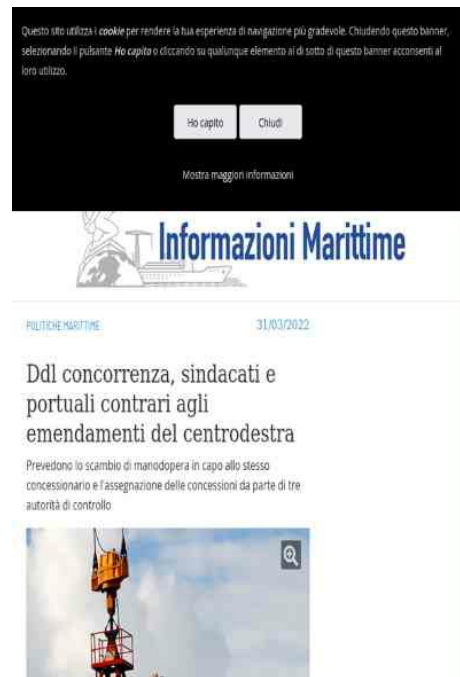 Questo sito utilizza i cookie per rendere la tua esperienza di navigazione più gradevole. Chiudendo questo banner,
selezionando il pulsante Ho capito o cliccando su qualunque elemento al di sotto di questo banner acconsenti al
loro utilizzo.
Ho capito
Chiudi
Mostra maggiori informazioni
Informazioni Marittime
POLITICHE MARITTIME
31/03/2022
Ddl concorrenza, sindacati e
portuali contrari agli
emendamenti del centrodestra
Prevedono lo scambio di manodopera in capo allo stesso
concessionario e l'assegnazione delle concessioni da parte di tre
autorità di controllo